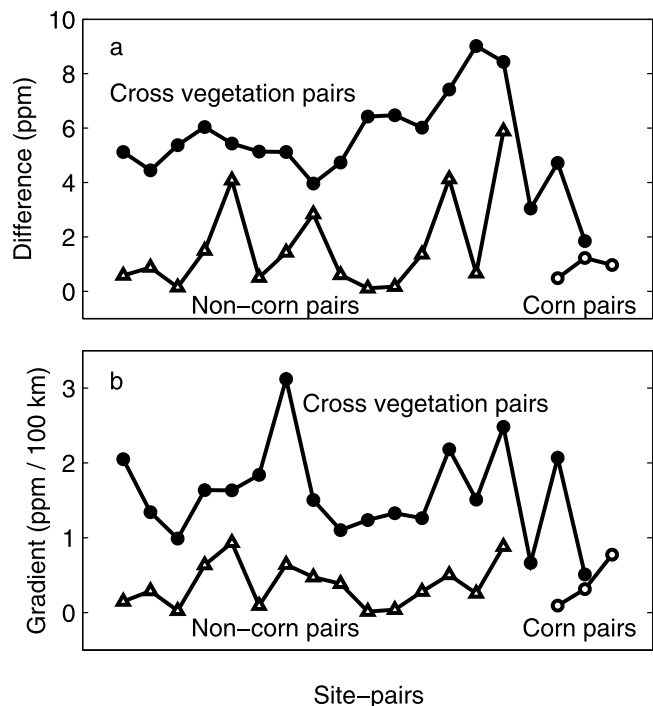 10
a
Cross vegetation pairs
8
6
4
2
0
Difference (ppm)
Non−corn pairs
Corn pairs
b
3
Cross vegetation pairs
2
1
0
Gradient (ppm / 100 km)
Non−corn pairs
Corn pairs
Site−pairs